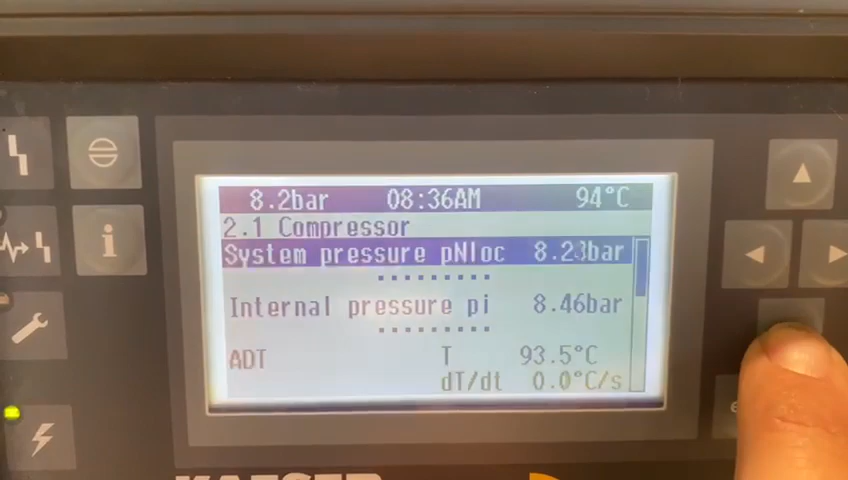 8.2bar 08:36AM 94°C
2.1 Compressor
System pressure pNloc 8.23bar
Internal pressure pi 8.46bar
ADT T 93.5°C
dT/dt 0.0°C/s
KAESER